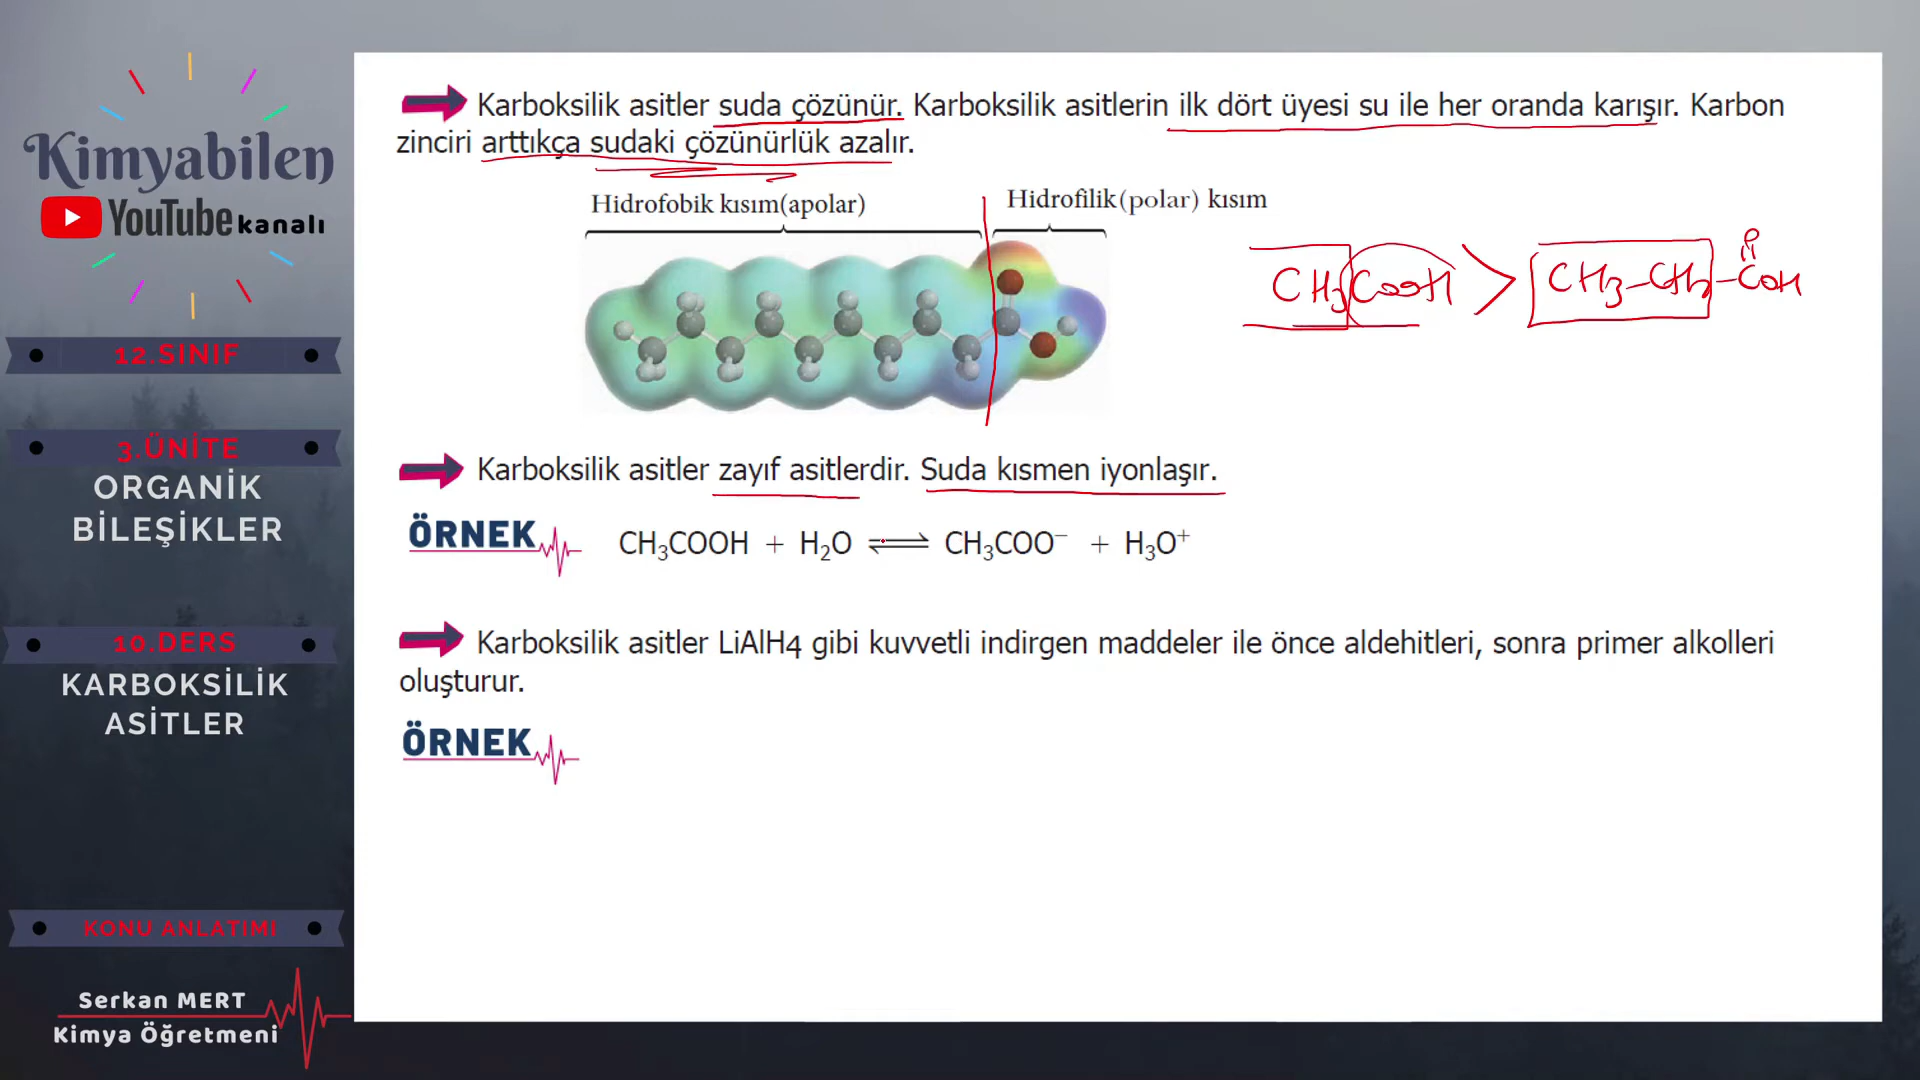 Kimyabilen
YouTube kanalı
12.SINIF
3.ÜNİTE
ORGANİK
BİLEŞİKLER
10.DERS
KARBOKSİLİK
ASİTLER
KONU ANLATIMI
Serkan MERT
Kimya Öğretmeni
Karboksilik asitler suda çözünür. Karboksilik asitlerin ilk dört üyesi su ile her oranda karışır. Karbon
zinciri arttıkça sudaki çözünürlük azalır.
Hidrofobik kısım(apolar)
Hidrofilik(polar) kısım
CH3COOH > CH3-CH2-COH
O
Karboksilik asitler zayıf asitlerdir. Suda kısmen iyonlaşır.
ÖRNEK
CH₃COOH + H₂O ⇌ CH₃COO⁻ + H₃O⁺
Karboksilik asitler LiAlH4 gibi kuvvetli indirgen maddeler ile önce aldehitleri, sonra primer alkolleri
oluşturur.
ÖRNEK